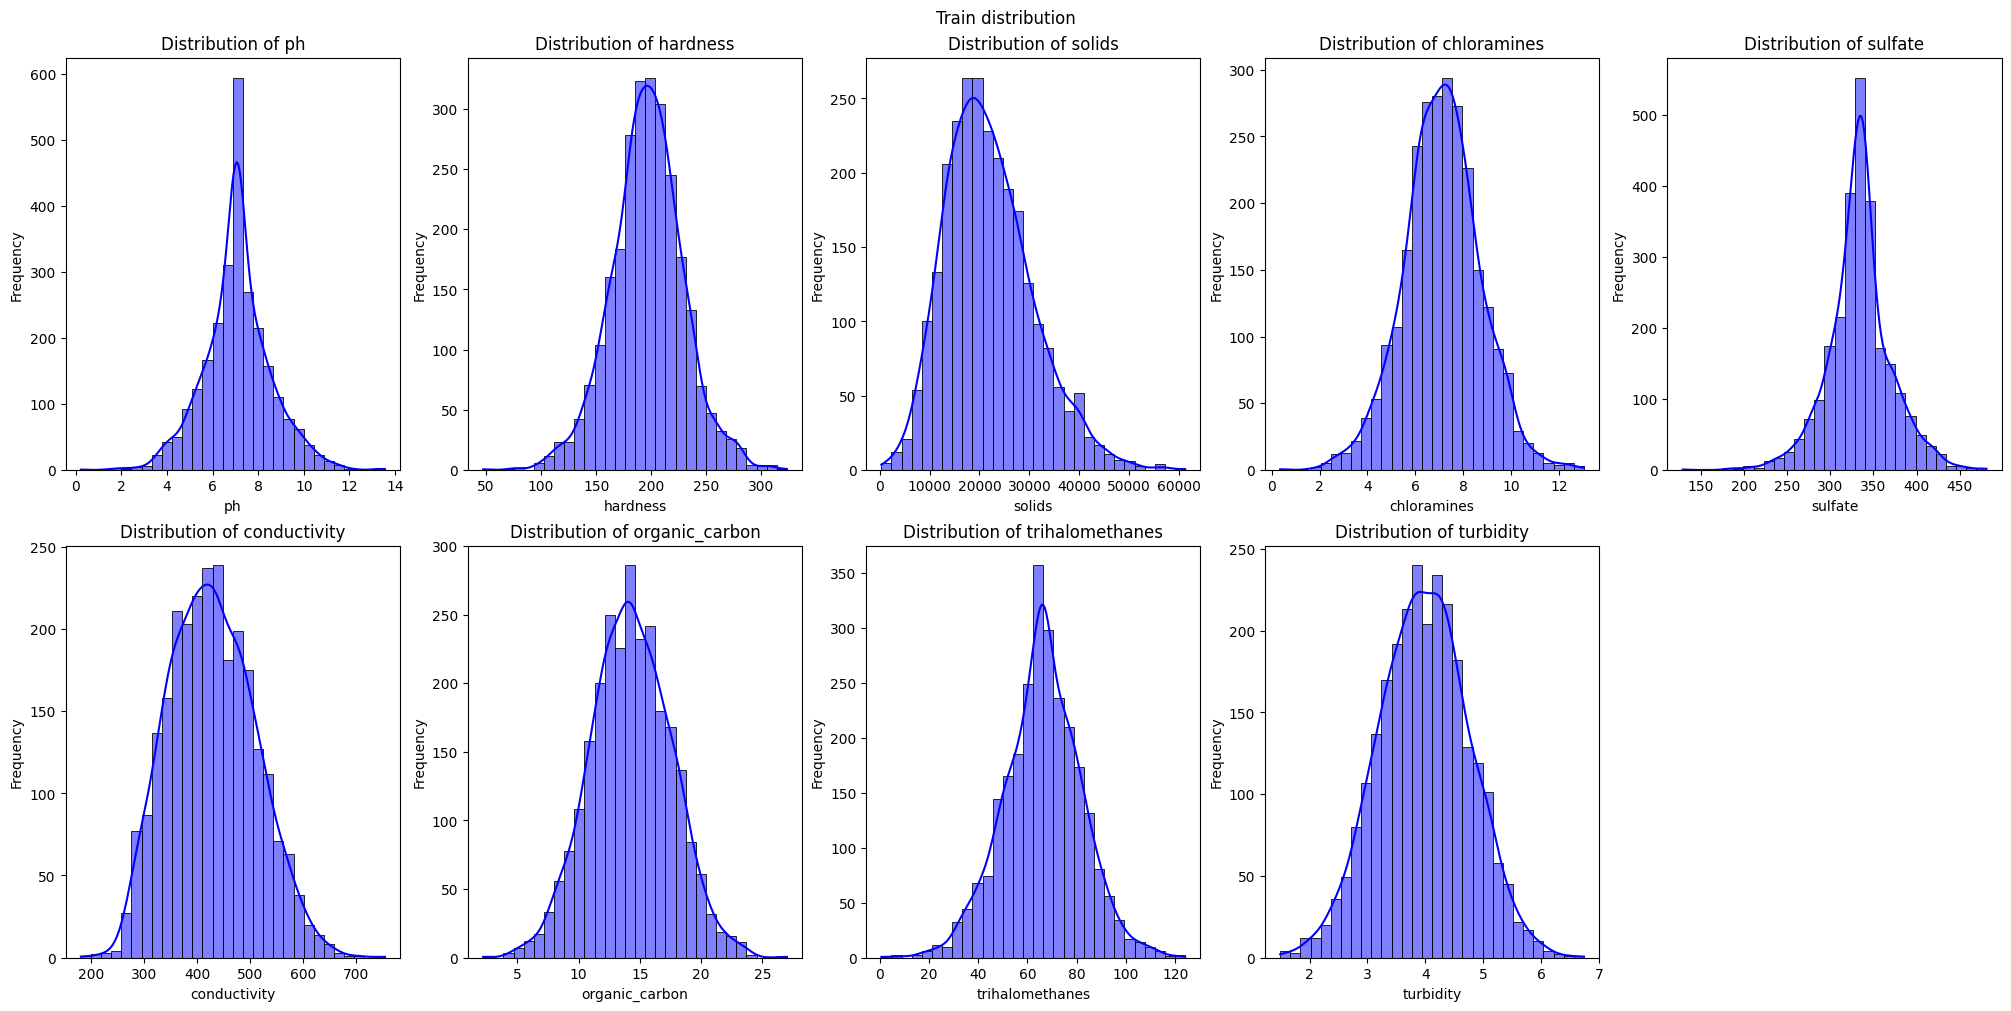 Train distribution
Distribution of ph
600
500
400
300
200
100
0
Frequency
0 2 4 6 8 10 12 14
ph
Distribution of hardness
300
250
200
150
100
50
0
Frequency
50 100 150 200 250 300
hardness
Distribution of solids
250
200
150
100
50
0
Frequency
0 10000 20000 30000 40000 50000 60000
solids
Distribution of chloramines
300
250
200
150
100
50
0
Frequency
0 2 4 6 8 10 12
chloramines
Distribution of sulfate
500
400
300
200
100
0
Frequency
150 200 250 300 350 400 450
sulfate
Distribution of conductivity
250
200
150
100
50
0
Frequency
200 300 400 500 600 700
conductivity
Distribution of organic_carbon
300
250
200
150
100
50
0
Frequency
5 10 15 20 25
organic_carbon
Distribution of trihalomethanes
350
300
250
200
150
100
50
0
Frequency
0 20 40 60 80 100 120
trihalomethanes
Distribution of turbidity
250
200
150
100
50
0
Frequency
2 3 4 5 6 7
turbidity